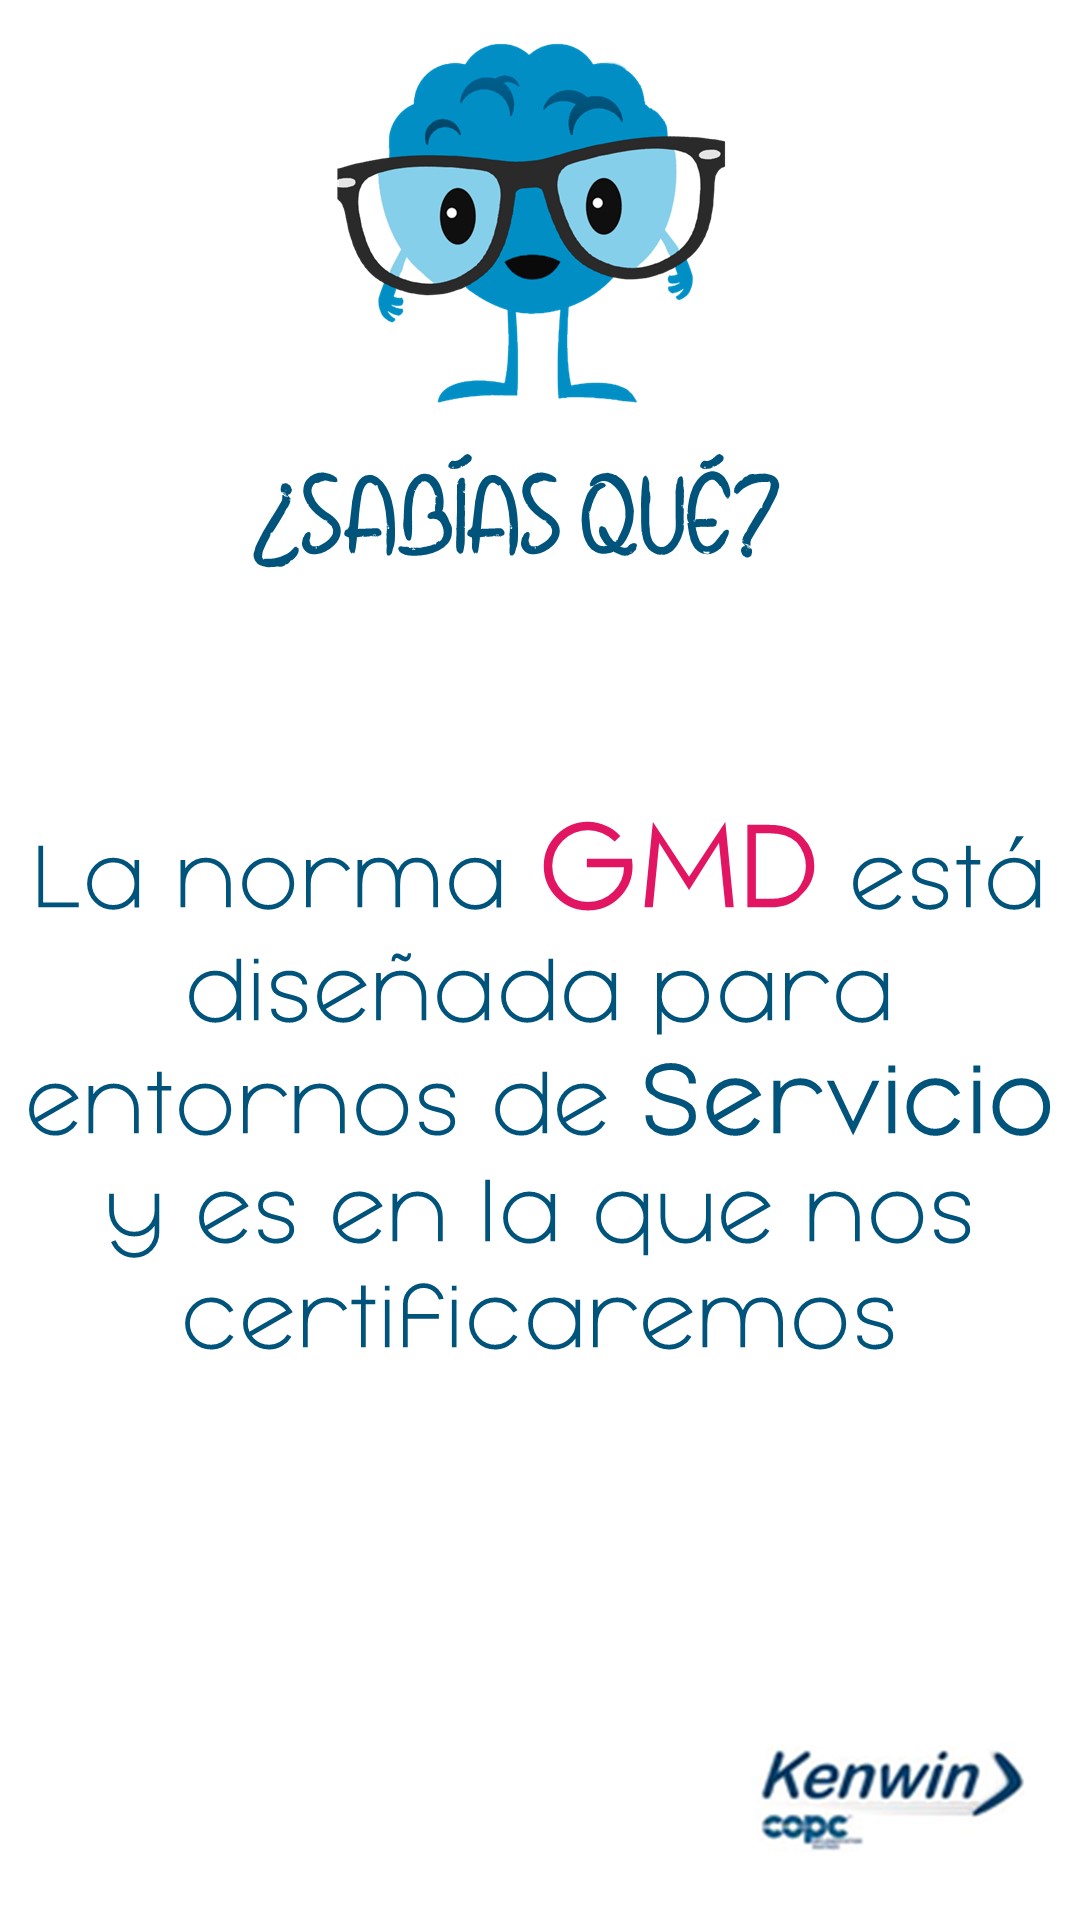 ¿SABÍAS QUÉ?
La norma GMD está
diseñada para
entornos de Servicio
y es en la que nos
certificaremos
Kenwin
copc